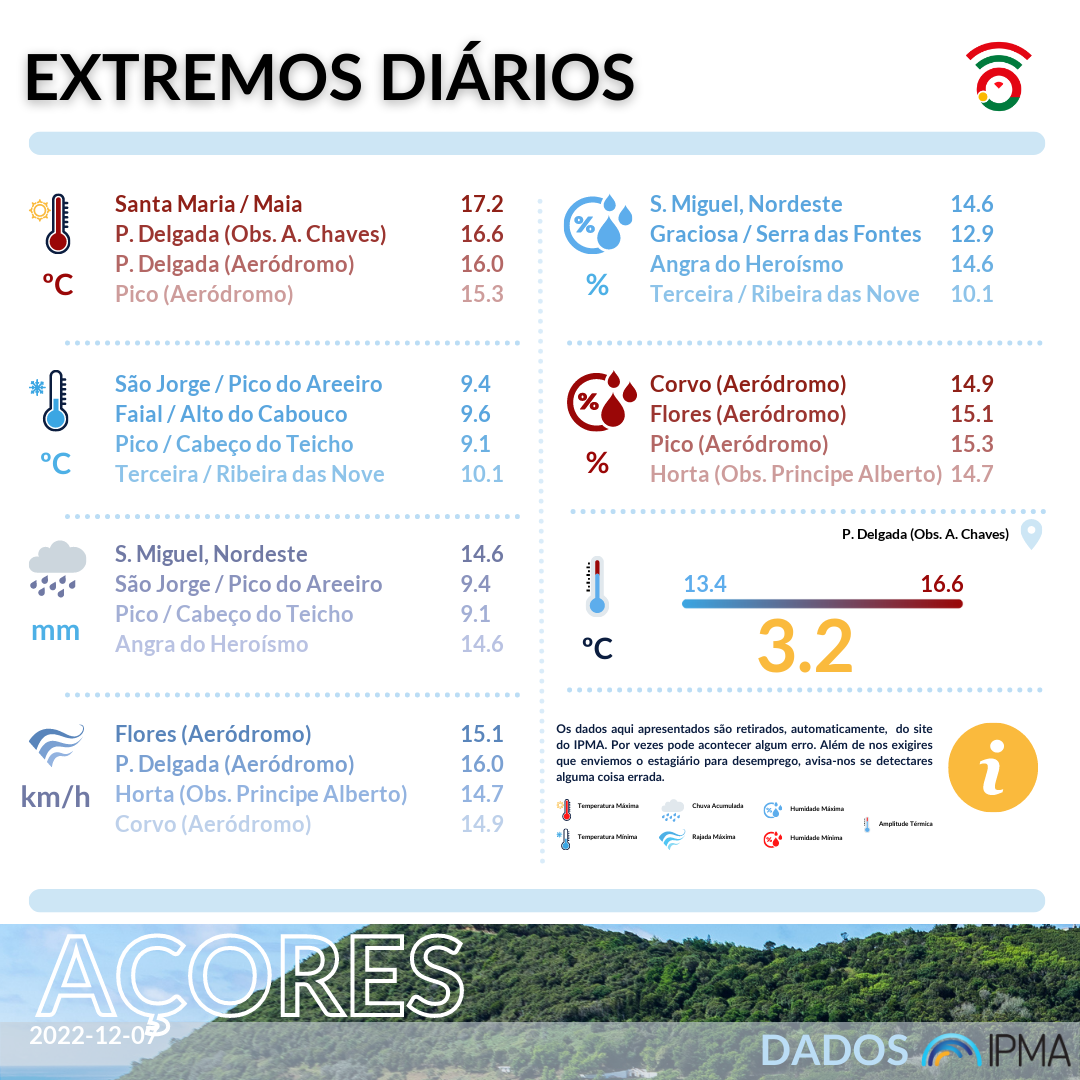 EXTREMOS DIÁRIOS
Santa Maria / Maia 17.2
P. Delgada (Obs. A. Chaves) 16.6
P. Delgada (Aeródromo) 16.0
Pico (Aeródromo) 15.3
ºC
São Jorge / Pico do Areeiro 9.4
Faial / Alto do Cabouco 9.6
Pico / Cabeço do Teicho 9.1
Terceira / Ribeira das Nove 10.1
ºC
S. Miguel, Nordeste 14.6
São Jorge / Pico do Areeiro 9.4
Pico / Cabeço do Teicho 9.1
Angra do Heroísmo 14.6
mm
Flores (Aeródromo) 15.1
P. Delgada (Aeródromo) 16.0
Horta (Obs. Principe Alberto) 14.7
Corvo (Aeródromo) 14.9
km/h
S. Miguel, Nordeste 14.6
Graciosa / Serra das Fontes 12.9
Angra do Heroísmo 14.6
Terceira / Ribeira das Nove 10.1
%
%
Corvo (Aeródromo) 14.9
Flores (Aeródromo) 15.1
Pico (Aeródromo) 15.3
Horta (Obs. Principe Alberto) 14.7
%
%
P. Delgada (Obs. A. Chaves)
13.4 16.6
3.2
ºC
Os dados aqui apresentados são retirados, automaticamente, do site
do IPMA. Por vezes pode acontecer algum erro. Além de nos exigires
que enviemos o estagiário para desemprego, avisa-nos se detectares
alguma coisa errada.
i
Temperatura Máxima Chuva Acumulada Humidade Máxima
Amplitude Térmica
Temperatura Mínima Rajada Máxima Humidade Mínima
AÇORES
2022-12-07
DADOS IPMA